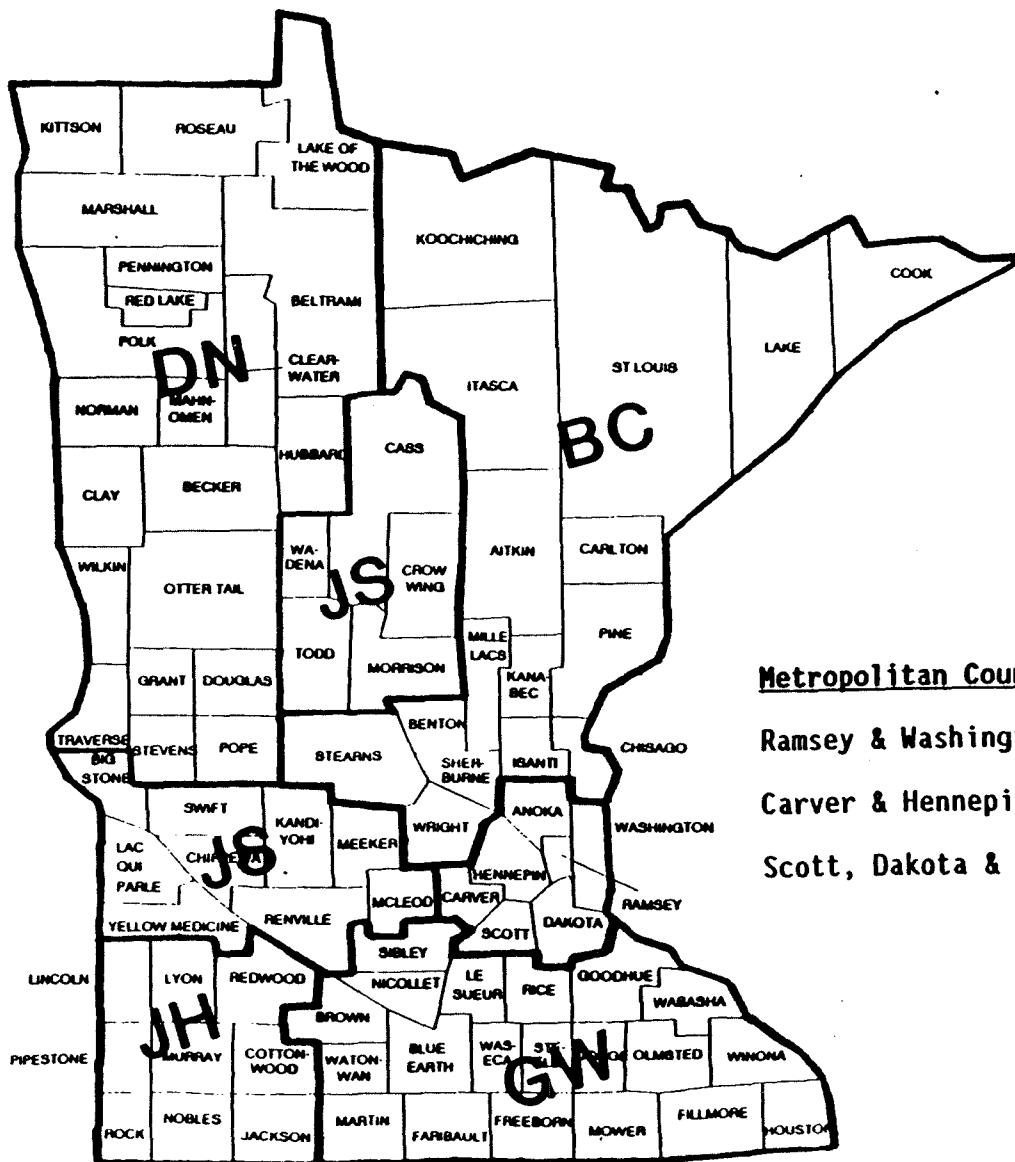 KITTSON
ROSEAU
LAKE OF
THE WOOD
MARSHALL
KOOCHICHING
COOK
PENNINGTON
RED LAKE
BELTRAMI
POLK
DN
LAKE
ST LOUIS
CLEAR-
WATER
ITASCA
NORMAN
MAHN-
OMEN
BC
HUBBARD
CASS
CLAY
BECKER
WA-
DENA
AITKIN
CARLTON
WILKIN
JS
CROW
WING
OTTER TAIL
PINE
MILLE
LACS
TODD
MORRISON
GRANT
DOUGLAS
KANA-
BEC
Metropolitan Coun
BENTON
TRAVERSE
STEVENS
POPE
STEARNS
CHISAGO
Ramsey & Washing
BIG
STONE
SHER-
BURNE
ISANTI
SWIFT
KANDI-
YOHI
ANOKA
Carver & Hennepi
WRIGHT
WASHINGTON
MEEKER
LAC
QUI
PARLE
JS
HENNEPIN
Scott, Dakota &
CARVER
MCLEOD
RAMSEY
RENVILLE
DAKOTA
YELLOW MEDICINE
SCOTT
SIBLEY
LINCOLN
LYON
REDWOOD
NICOLLET
LE
SUEUR
RICE
GOODHUE
WABASHA
BROWN
JH
PIPESTONE
MURRAY
COTTON-
WOOD
WATON-
WAN
BLUE
EARTH
WAS-
ECA
GW
OLMSTED
WINONA
ROCK
NOBLES
JACKSON
MARTIN
FARIBAULT
FREEBORN
MOWER
FILLMORE
HOUSTON